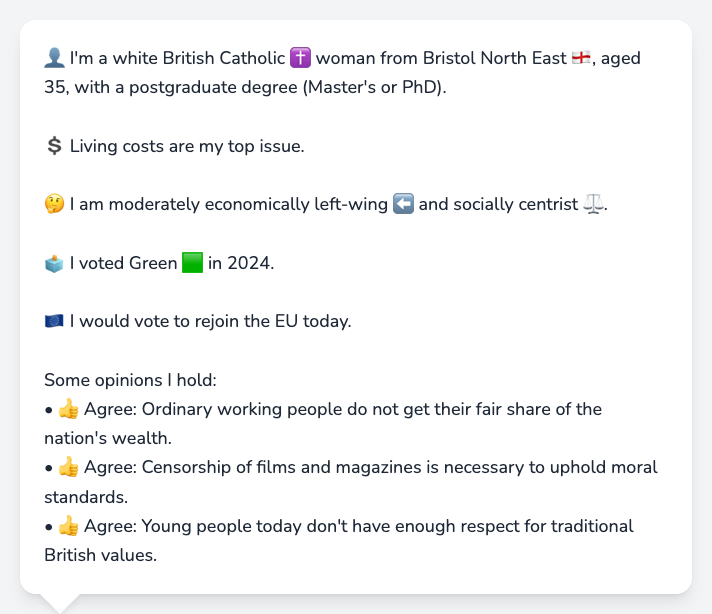 👤 I'm a white British Catholic ✝️ woman from Bristol North East 🏴󠁧󠁢󠁥󠁮󠁧󠁿, aged
35, with a postgraduate degree (Master's or PhD).
💲 Living costs are my top issue.
🤔 I am moderately economically left-wing ⬅️ and socially centrist ⚖️.
🗳️ I voted Green 🟩 in 2024.
🇪🇺 I would vote to rejoin the EU today.
Some opinions I hold:
• 👍 Agree: Ordinary working people do not get their fair share of the
nation's wealth.
• 👍 Agree: Censorship of films and magazines is necessary to uphold moral
standards.
• 👍 Agree: Young people today don't have enough respect for traditional
British values.